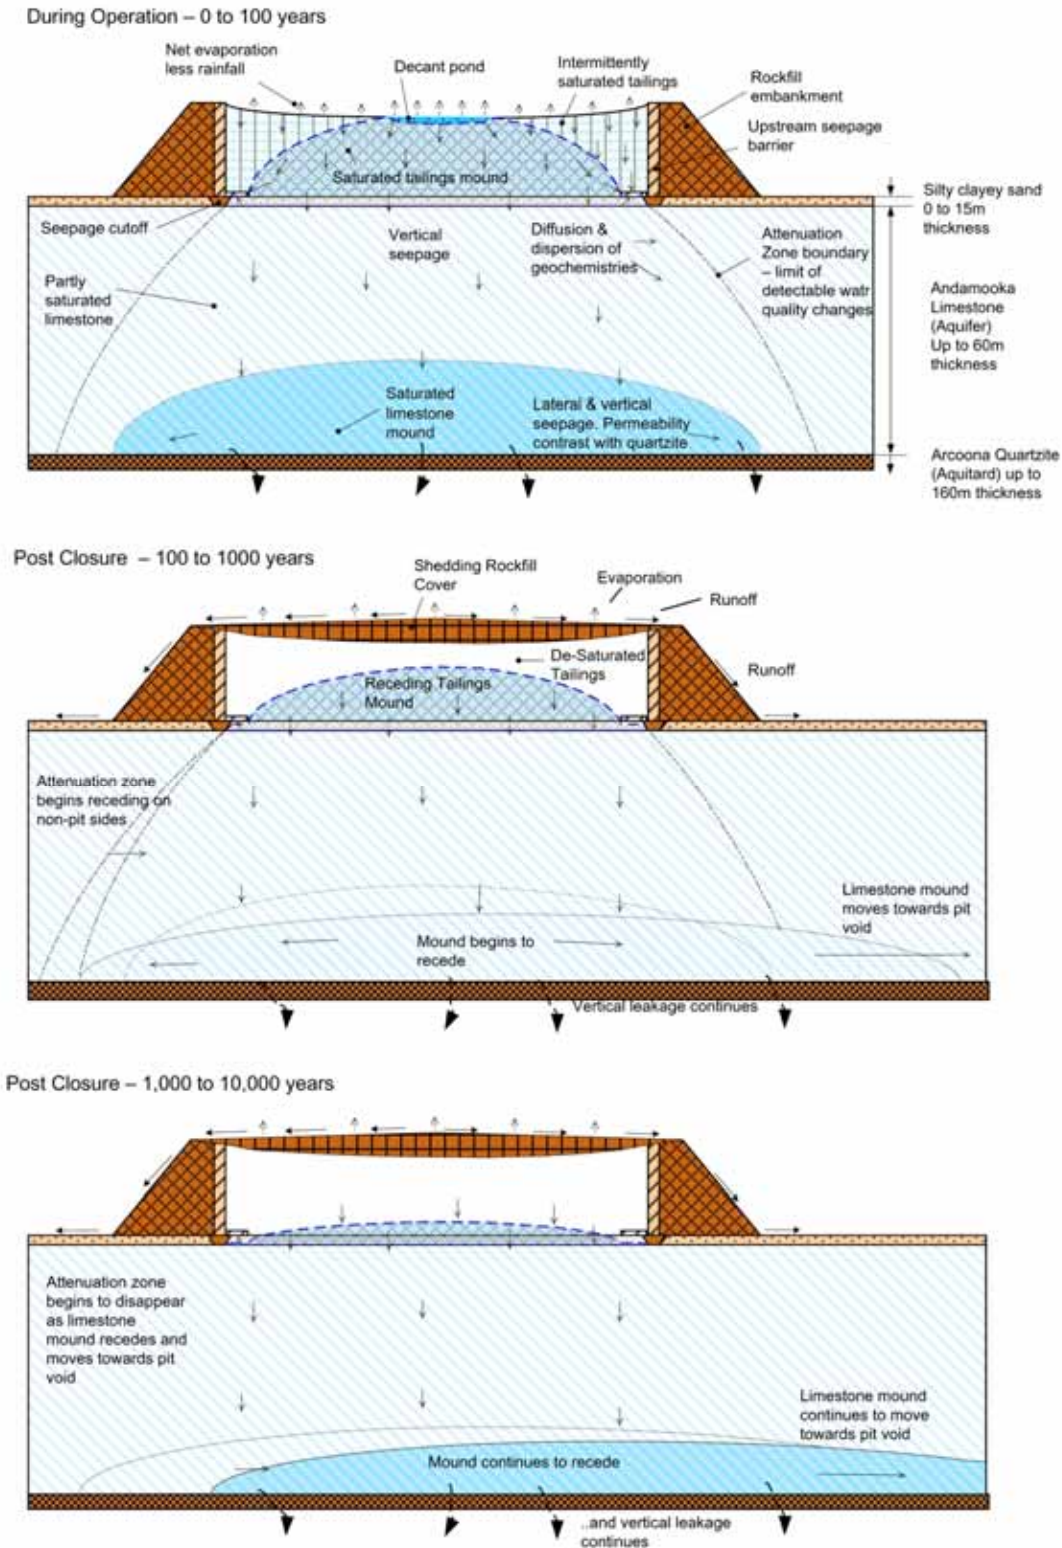 During Operation – 0 to 100 years
Net evaporation
less rainfall
Decant pond
Intermittently
saturated tailings
Rockfill
embankment
Upstream seepage
barrier
Saturated tailings mound
Silty clayey sand
0 to 15m
thickness
Seepage cutoff
Vertical
seepage
Diffusion &
dispersion of
geochemistries
Attenuation
Zone boundary
– limit of
detectable watr
quality changes
Partly
saturated
limestone
Andamooka
Limestone
(Aquifer)
Up to 60m
thickness
Saturated
limestone
mound
Lateral & vertical
seepage. Permeability
contrast with quartzite
Arcoona Quartzite
(Aquitard) up to
160m thickness
Post Closure – 100 to 1000 years
Shedding Rockfill
Cover
Evaporation
Runoff
De-Saturated
Tailings
Runoff
Receding Tailings
Mound
Attenuation zone
begins receding on
non-pit sides
Limestone mound
moves towards pit
void
Mound begins to
recede
Vertical leakage continues
Post Closure – 1,000 to 10,000 years
Attenuation zone
begins to disappear
as limestone
mound recedes and
moves towards pit
void
Limestone mound
continues to move
towards pit void
Mound continues to recede
..and vertical leakage
continues